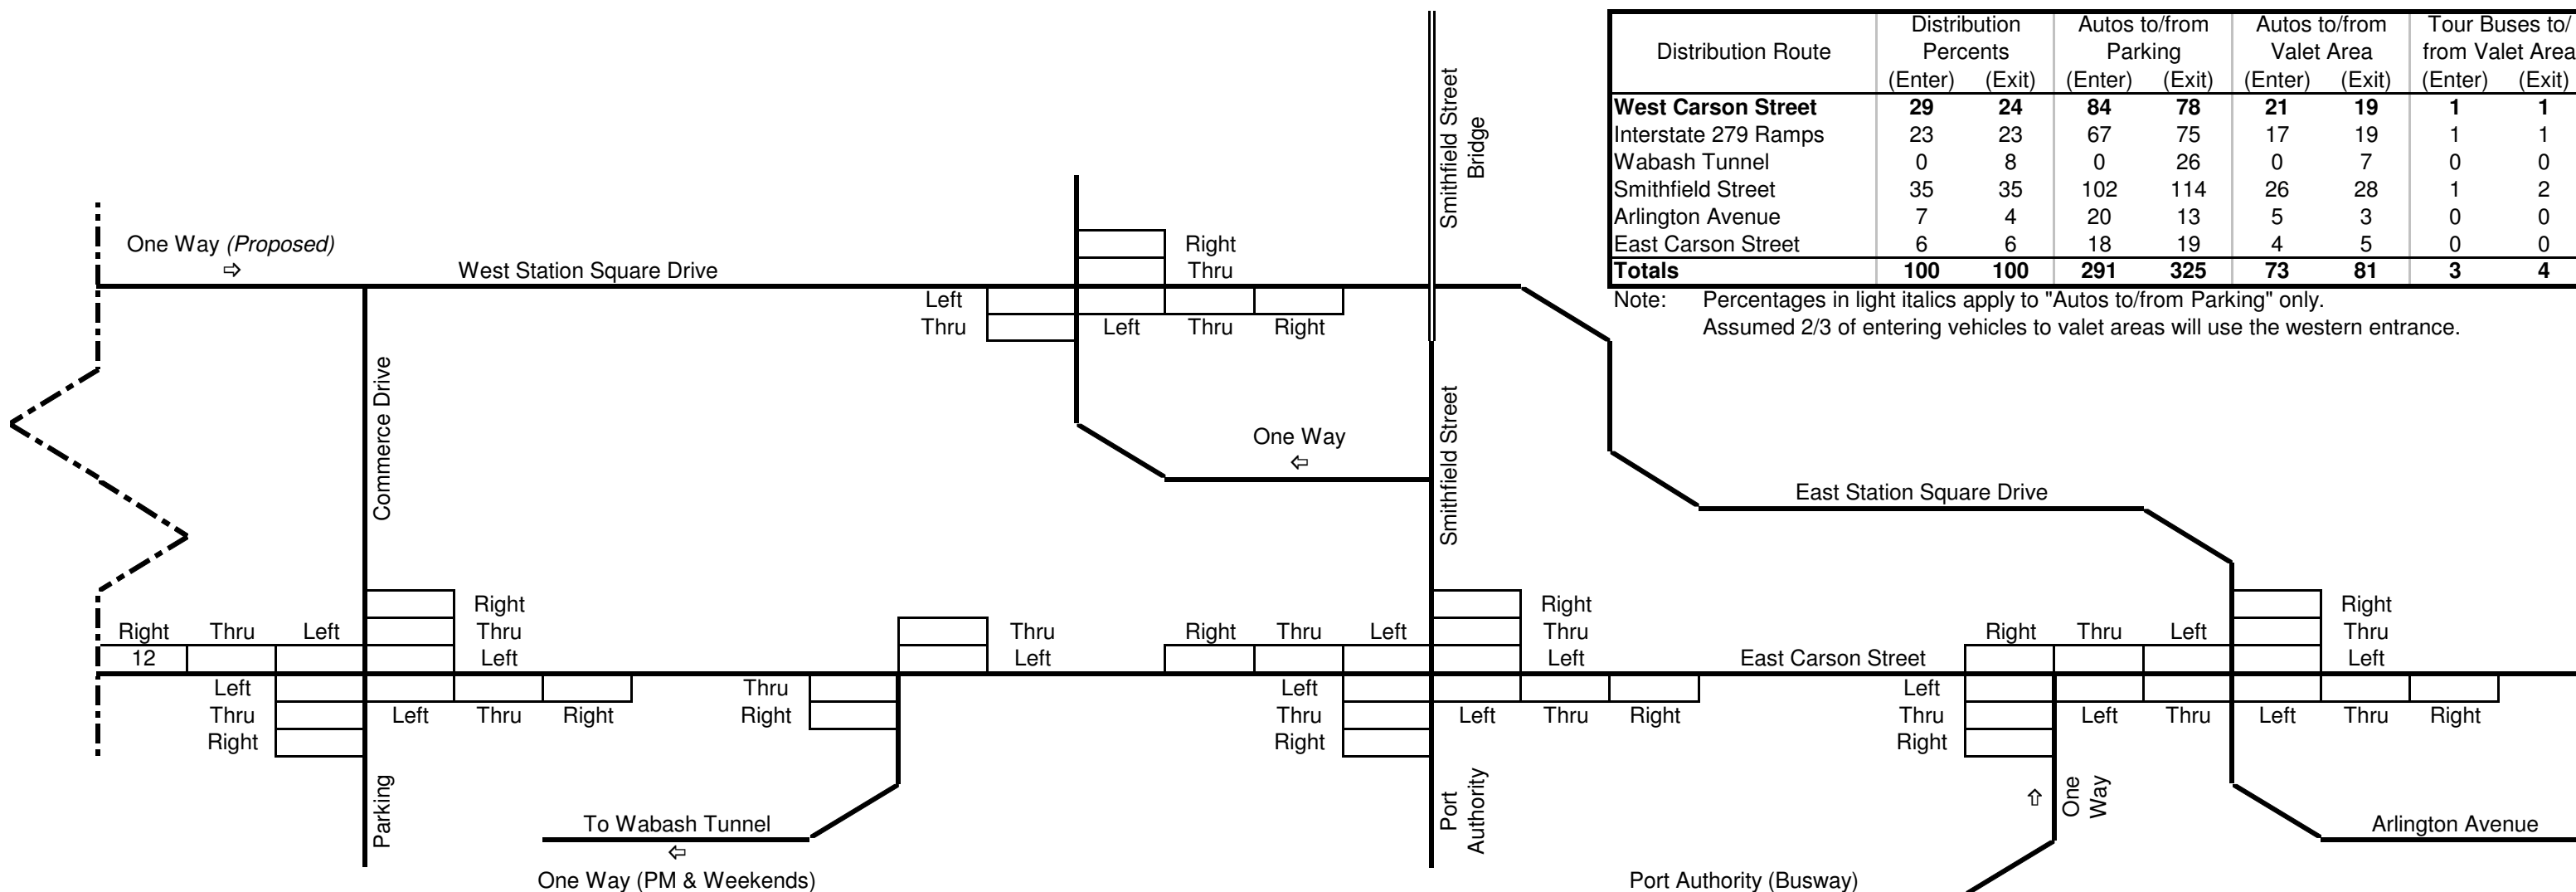 Distribution Autos to/from Autos to/from Tour Buses to/
Distribution Route Percents Parking Valet Area from Valet Area
(Enter) (Exit) (Enter) (Exit) (Enter) (Exit) (Enter) (Exit)
West Carson Street 29 24 84 78 21 19 1 1
Interstate 279 Ramps 23 23 67 75 17 19 1 1
Wabash Tunnel 0 8 0 26 0 7 0 0
Smithfield Street 35 35 102 114 26 28 1 2
Arlington Avenue 7 4 20 13 5 3 0 0
East Carson Street 6 6 18 19 4 5 0 0
Totals 100 100 291 325 73 81 3 4
Note: Percentages in light italics apply to "Autos to/from Parking" only.
Assumed 2/3 of entering vehicles to valet areas will use the western entrance.
Smithfield Street
Bridge
One Way (Proposed)
⇨
West Station Square Drive
Right
Thru
Left
Thru
Left Thru Right
Commerce Drive
One Way
⇦
Smithfield Street
East Station Square Drive
Right
Thru
Left
Right Thru Left
12
Left
Thru
Right
Left Thru Right
Parking
Thru
Left
Thru
Right
To Wabash Tunnel
⇦
One Way (PM & Weekends)
Right Thru Left
Right
Thru
Left
Left
Thru
Right
Left Thru Right
Port
Authority
East Carson Street
Right Thru Left
Right
Thru
Left
Left
Thru
Right
Left Thru Left Thru Right
⇧
One
Way
Arlington Avenue
Port Authority (Busway)